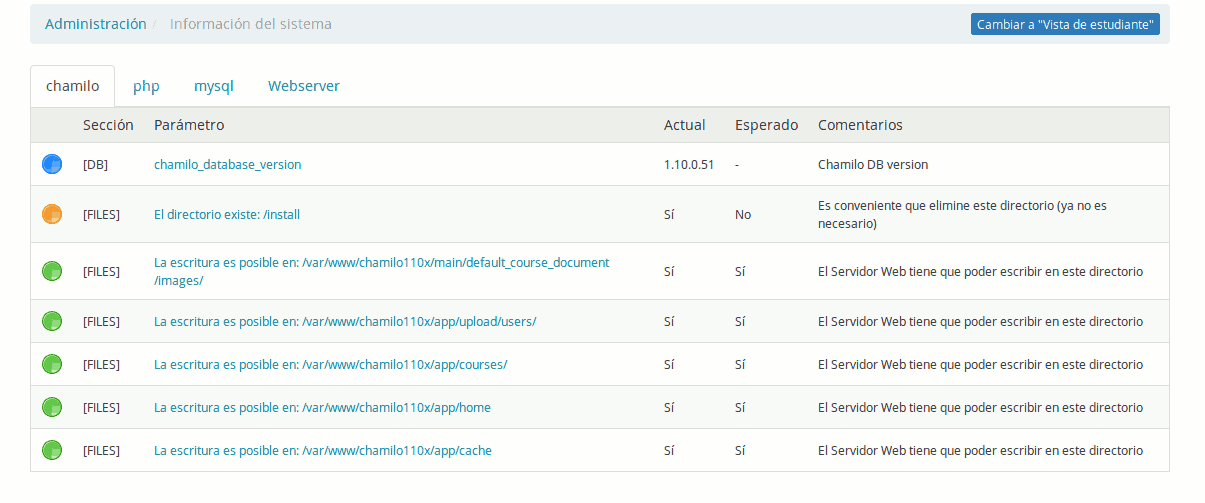 Administración / Información del sistema Cambiar a "Vista de estudiante"
chamilo php mysql Webserver
Sección Parámetro Actual Esperado Comentarios
[DB] chamilo_database_version 1.10.0.51 - Chamilo DB version
[FILES] El directorio existe: /install Sí No Es conveniente que elimine este directorio (ya no es
necesario)
[FILES] La escritura es posible en: /var/www/chamilo110x/main/default_course_document
/images/ Sí Sí El Servidor Web tiene que poder escribir en este directorio
[FILES] La escritura es posible en: /var/www/chamilo110x/app/upload/users/ Sí Sí El Servidor Web tiene que poder escribir en este directorio
[FILES] La escritura es posible en: /var/www/chamilo110x/app/courses/ Sí Sí El Servidor Web tiene que poder escribir en este directorio
[FILES] La escritura es posible en: /var/www/chamilo110x/app/home Sí Sí El Servidor Web tiene que poder escribir en este directorio
[FILES] La escritura es posible en: /var/www/chamilo110x/app/cache Sí Sí El Servidor Web tiene que poder escribir en este directorio